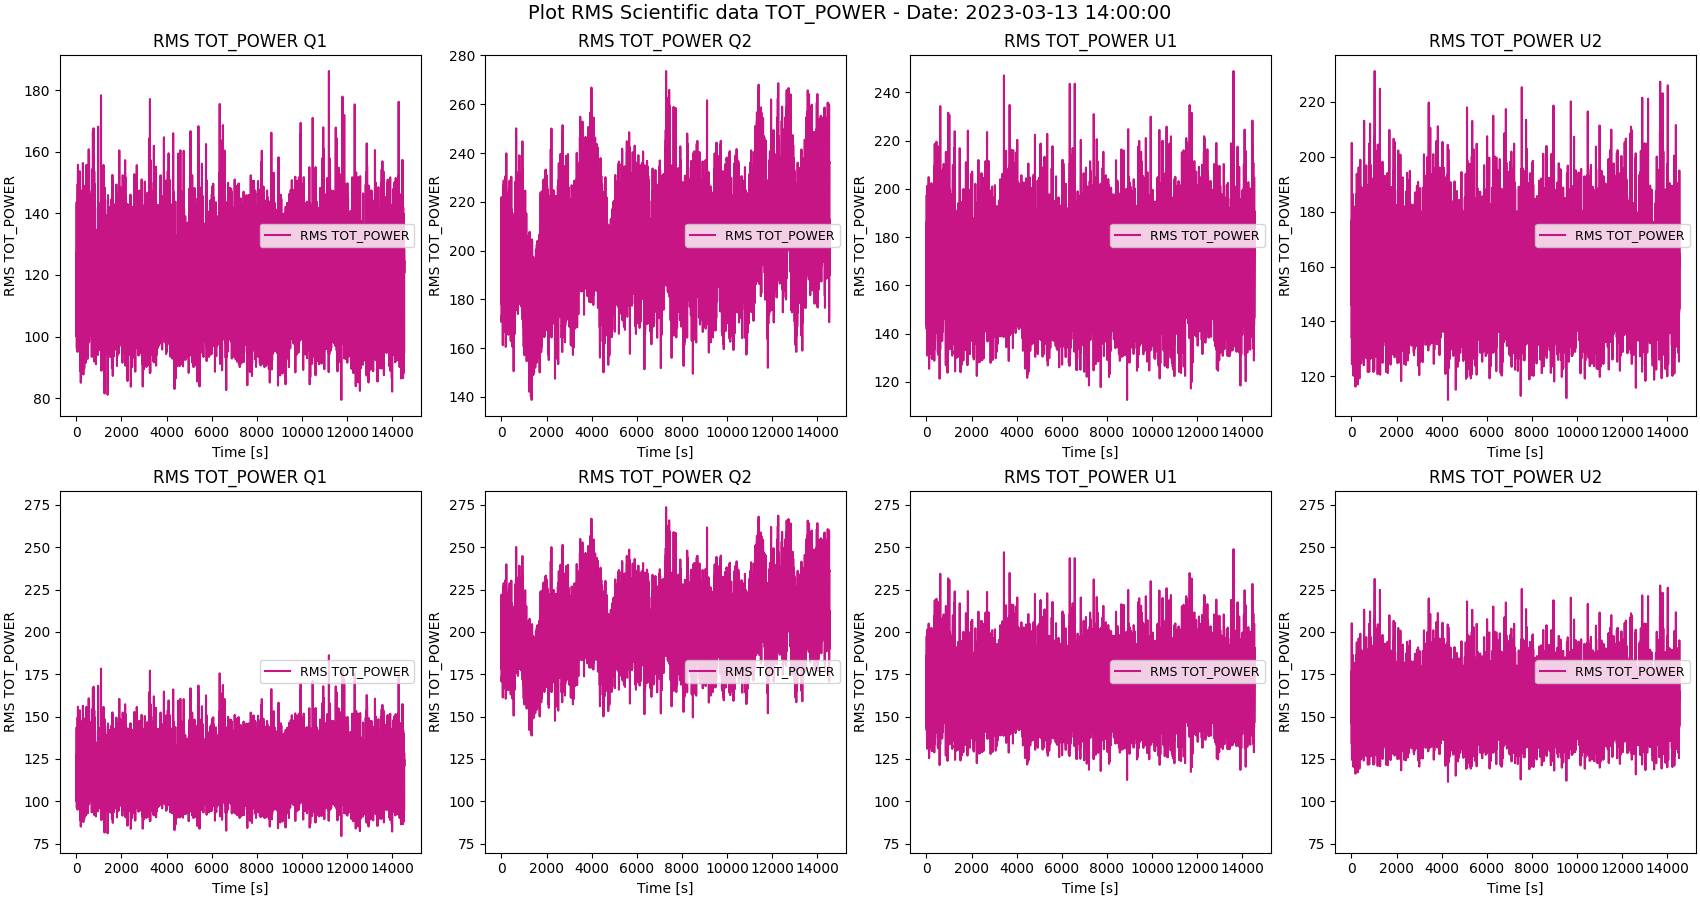 Plot RMS Scientific data TOT_POWER - Date: 2023-03-13 14:00:00
RMS TOT_POWER Q1
RMS TOT_POWER Q2
RMS TOT_POWER U1
RMS TOT_POWER U2
RMS TOT_POWER
180
160
140
120
100
80
RMS TOT_POWER
0 2000 4000 6000 8000 10000 12000 14000
Time [s]
RMS TOT_POWER
280
260
240
220
200
180
160
140
RMS TOT_POWER
0 2000 4000 6000 8000 10000 12000 14000
Time [s]
RMS TOT_POWER
240
220
200
180
160
140
120
RMS TOT_POWER
0 2000 4000 6000 8000 10000 12000 14000
Time [s]
RMS TOT_POWER
220
200
180
160
140
120
RMS TOT_POWER
0 2000 4000 6000 8000 10000 12000 14000
Time [s]
RMS TOT_POWER Q1
RMS TOT_POWER Q2
RMS TOT_POWER U1
RMS TOT_POWER U2
RMS TOT_POWER
275
250
225
200
175
150
125
100
75
RMS TOT_POWER
0 2000 4000 6000 8000 10000 12000 14000
Time [s]
RMS TOT_POWER
275
250
225
200
175
150
125
100
75
RMS TOT_POWER
0 2000 4000 6000 8000 10000 12000 14000
Time [s]
RMS TOT_POWER
275
250
225
200
175
150
125
100
75
RMS TOT_POWER
0 2000 4000 6000 8000 10000 12000 14000
Time [s]
RMS TOT_POWER
275
250
225
200
175
150
125
100
75
RMS TOT_POWER
0 2000 4000 6000 8000 10000 12000 14000
Time [s]